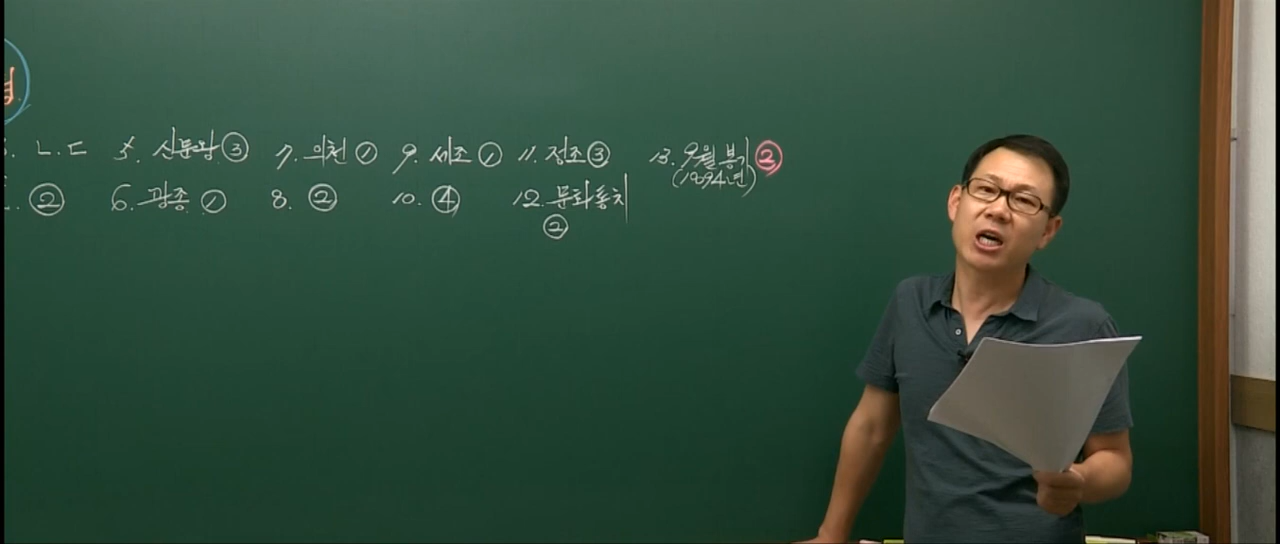 ㄴ.ㄷ 5. 신문왕 ③ 7. 의천 ① 9. 세조 ① 11. 정조 ③ 13. 9월 봉기 ②
(1894년)
② 6. 광종 ① 8. ② 10. ④ 12. 문화통치
②